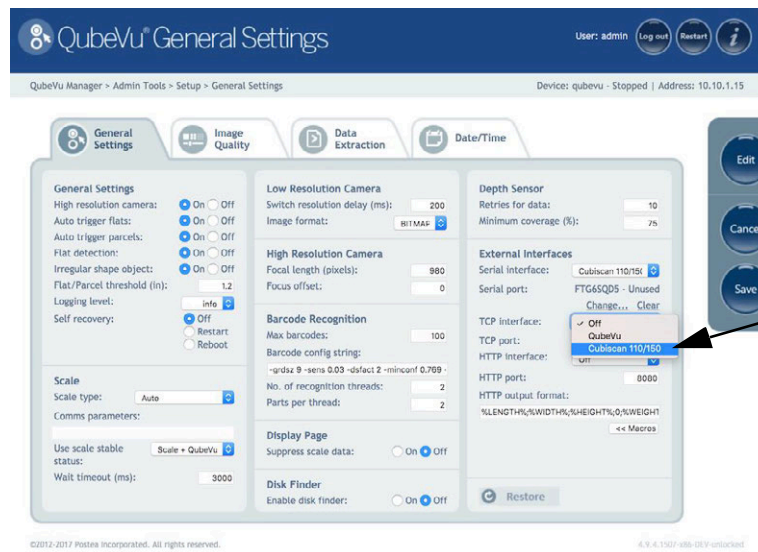 QubeVu® General Settings
User: admin
Log out
Restart
i
QubeVu Manager > Admin Tools > Setup > General Settings
Device: qubevu - Stopped | Address: 10.10.1.15
General Settings
Image Quality
Data Extraction
Date/Time
Edit
Cance
Save
General Settings
High resolution camera: On Off
Auto trigger flats: On Off
Auto trigger parcels: On Off
Flat detection: On Off
Irregular shape object: On Off
Flat/Parcel threshold (in): 1.2
Logging level: info
Self recovery: Off
Restart
Reboot
Scale
Scale type: Auto
Comms parameters:
Use scale stable status: Scale + QubeVu
Wait timeout (ms): 3000
Low Resolution Camera
Switch resolution delay (ms): 200
Image format: BITMAP
High Resolution Camera
Focal length (pixels): 980
Focus offset: 0
Barcode Recognition
Max barcodes: 100
Barcode config string:
-grdsz 9 -sens 0.03 -dsfact 2 -minconf 0.769 -
No. of recognition threads: 2
Parts per thread: 2
Display Page
Suppress scale data: On Off
Disk Finder
Enable disk finder: On Off
Depth Sensor
Retries for data: 10
Minimum coverage (%): 75
External Interfaces
Serial interface: Cubiscan 110/15(
Serial port: FTG6SQD5 - Unused
Change... Clear
TCP interface: ✓ Off
QubeVu
TCP port:
Cubiscan 110/150
HTTP interface: Off
HTTP port: 8080
HTTP output format:
%LENGTH%;%WIDTH%;%HEIGHT%;0;%WEIGHT
<< Macros
Restore
©2012-2017 Postea Incorporated. All rights reserved.